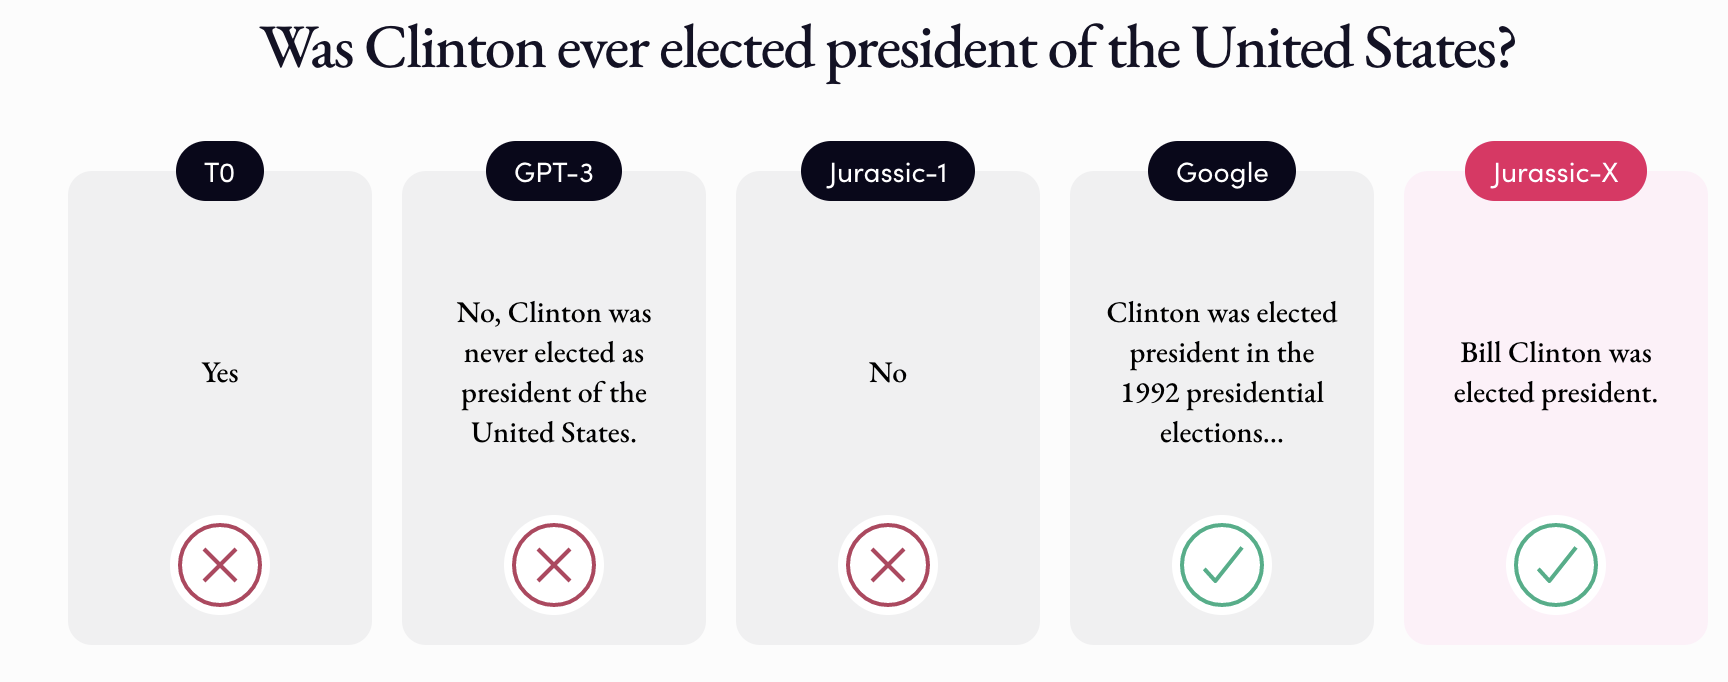 Was Clinton ever elected president of the United States?
T0
Yes
GPT-3
No, Clinton was
never elected as
president of the
United States.
Jurassic-1
No
Google
Clinton was elected
president in the
1992 presidential
elections...
Jurassic-X
Bill Clinton was
elected president.